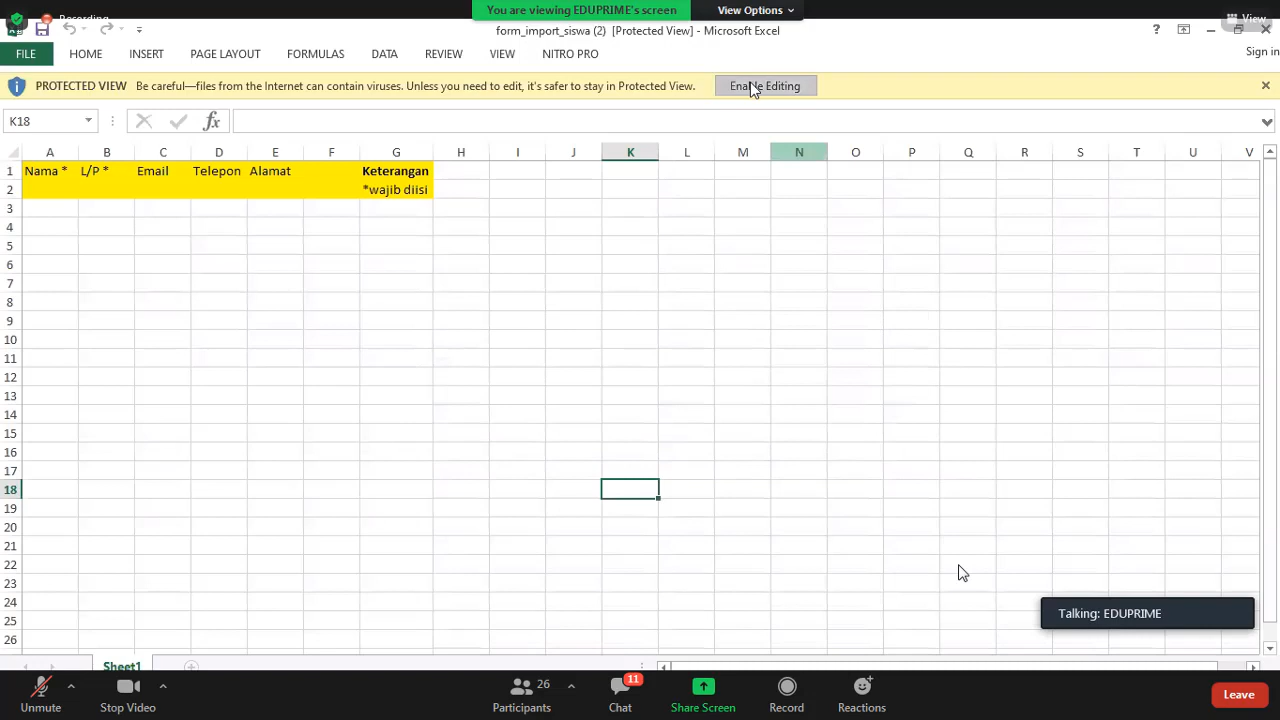 Recording
You are viewing EDUPRIME's screen
View Options
View
form_import_siswa (2) [Protected View] - Microsoft Excel
FILE HOME INSERT PAGE LAYOUT FORMULAS DATA REVIEW VIEW NITRO PRO
Sign in
PROTECTED VIEW Be careful—files from the Internet can contain viruses. Unless you need to edit, it's safer to stay in Protected View. Enable Editing
K18 fx
A B C D E F G H I J K L M N O P Q R S T U V
1 Nama * L/P * Email Telepon Alamat Keterangan
2 *wajib diisi
3
4
5
6
7
8
9
10
11
12
13
14
15
16
17
18
19
20
21
22
23
24
25
26
Talking: EDUPRIME
Sheet1
Unmute Stop Video Participants 26 Chat 11 Share Screen Record Reactions Leave